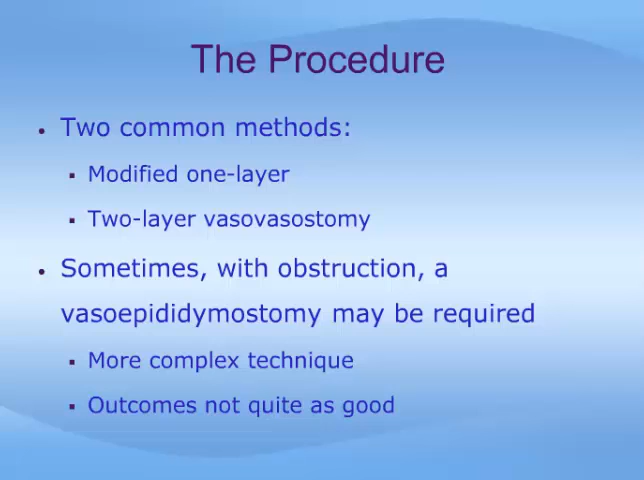 The Procedure
• Two common methods:
▪ Modified one-layer
▪ Two-layer vasovasostomy
• Sometimes, with obstruction, a
vasoepididymostomy may be required
▪ More complex technique
▪ Outcomes not quite as good